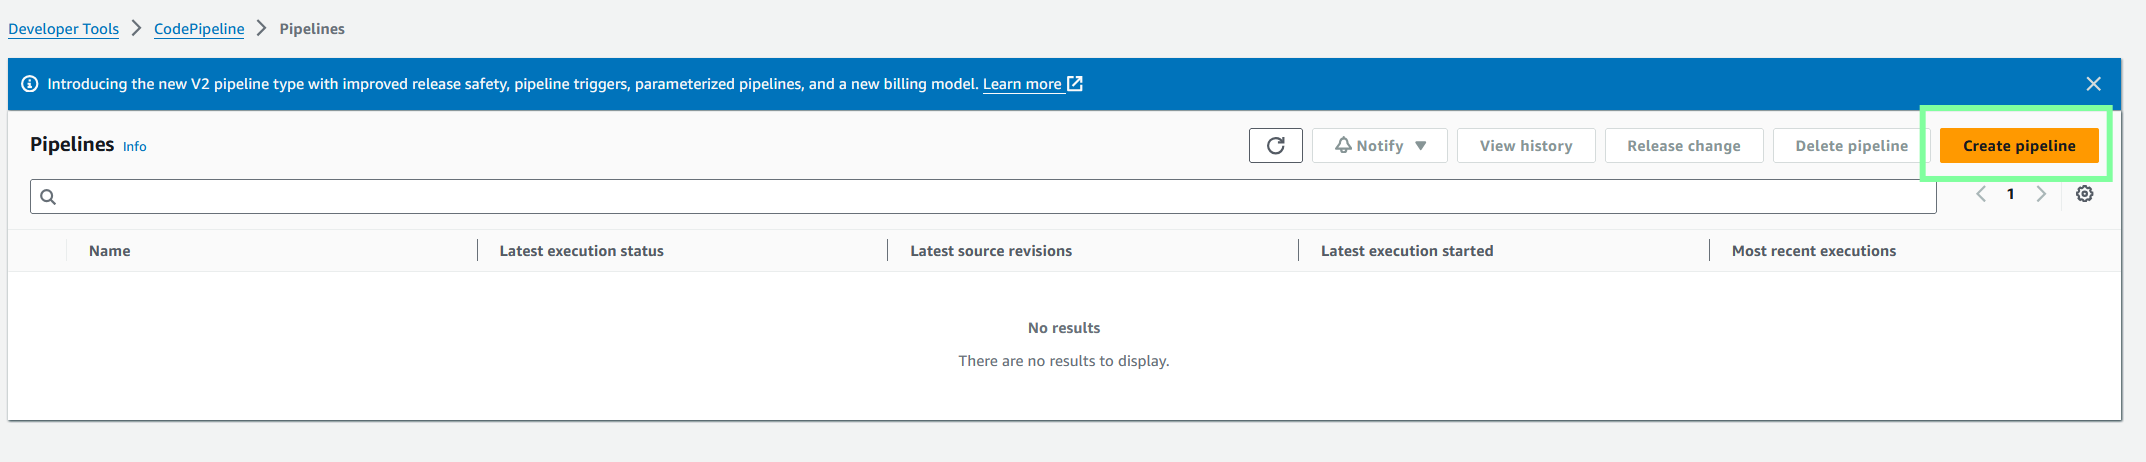 Developer Tools > CodePipeline > Pipelines
Introducing the new V2 pipeline type with improved release safety, pipeline triggers, parameterized pipelines, and a new billing model. Learn more
Pipelines Info
Notify View history Release change Delete pipeline Create pipeline
1
Name Latest execution status Latest source revisions Latest execution started Most recent executions
No results
There are no results to display.